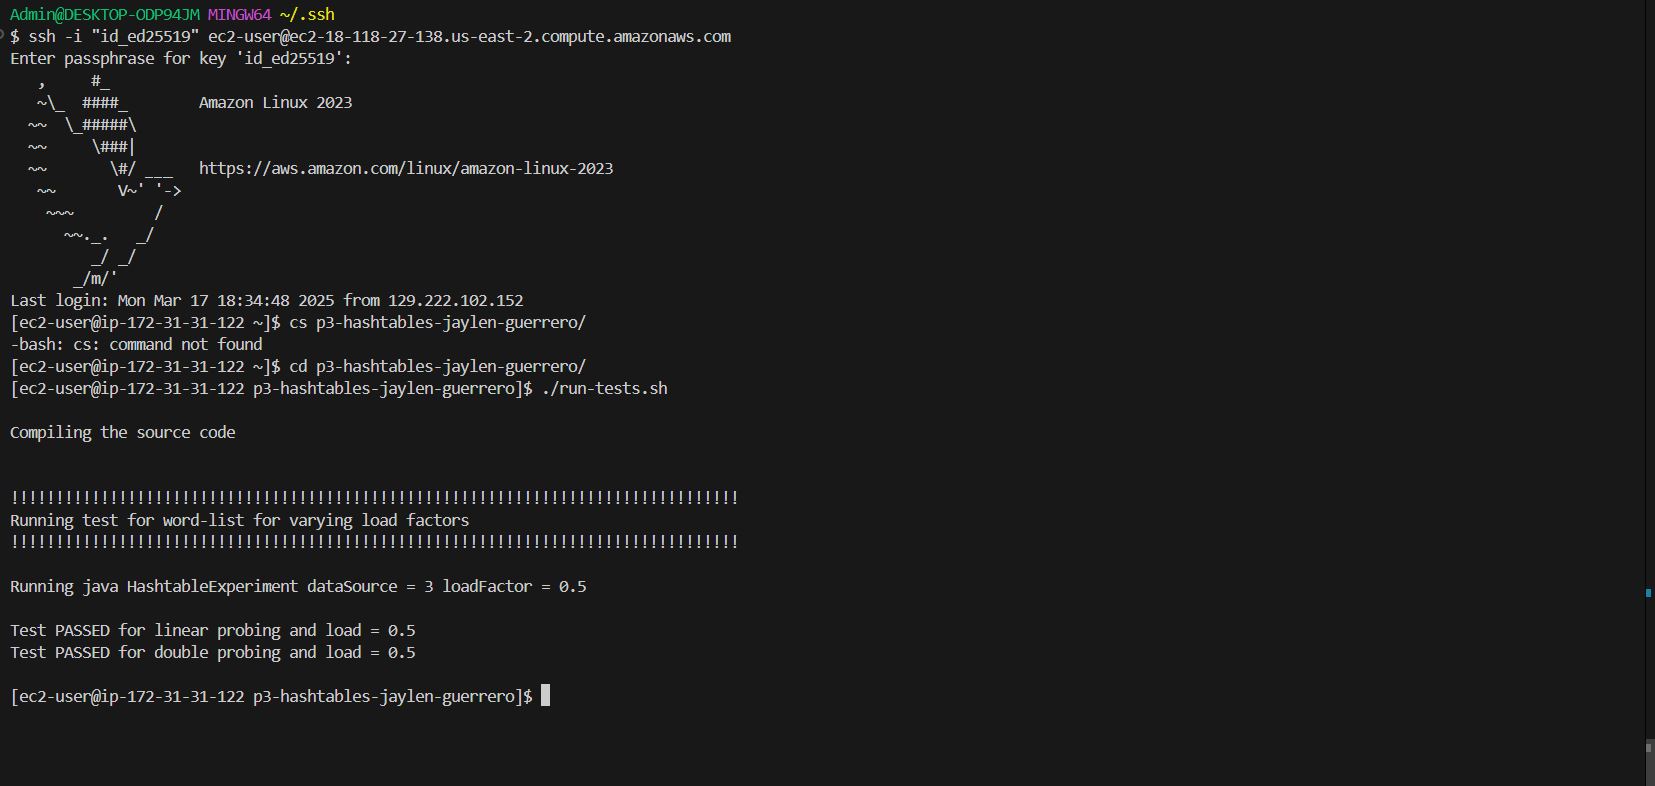 Admin@DESKTOP-ODP94JM MINGW64 ~/.ssh
$ ssh -i "id_ed25519" ec2-user@ec2-18-118-27-138.us-east-2.compute.amazonaws.com
Enter passphrase for key 'id_ed25519':
   ,     #_
   ~\_  ####_        Amazon Linux 2023
  ~~  \_#####\
  ~~     \###|
  ~~       \#/ ___   https://aws.amazon.com/linux/amazon-linux-2023
   ~~       V~' '->
    ~~~         /
      ~~._.   _/
         _/ _/
       _/m/'
Last login: Mon Mar 17 18:34:48 2025 from 129.222.102.152
[ec2-user@ip-172-31-31-122 ~]$ cs p3-hashtables-jaylen-guerrero/
-bash: cs: command not found
[ec2-user@ip-172-31-31-122 ~]$ cd p3-hashtables-jaylen-guerrero/
[ec2-user@ip-172-31-31-122 p3-hashtables-jaylen-guerrero]$ ./run-tests.sh
Compiling the source code
!!!!!!!!!!!!!!!!!!!!!!!!!!!!!!!!!!!!!!!!!!!!!!!!!!!!!!!!!!!!!!!!!!!!!!!!!!!!!!!!!
Running test for word-list for varying load factors
!!!!!!!!!!!!!!!!!!!!!!!!!!!!!!!!!!!!!!!!!!!!!!!!!!!!!!!!!!!!!!!!!!!!!!!!!!!!!!!!!
Running java HashtableExperiment dataSource = 3 loadFactor = 0.5
Test PASSED for linear probing and load = 0.5
Test PASSED for double probing and load = 0.5
[ec2-user@ip-172-31-31-122 p3-hashtables-jaylen-guerrero]$